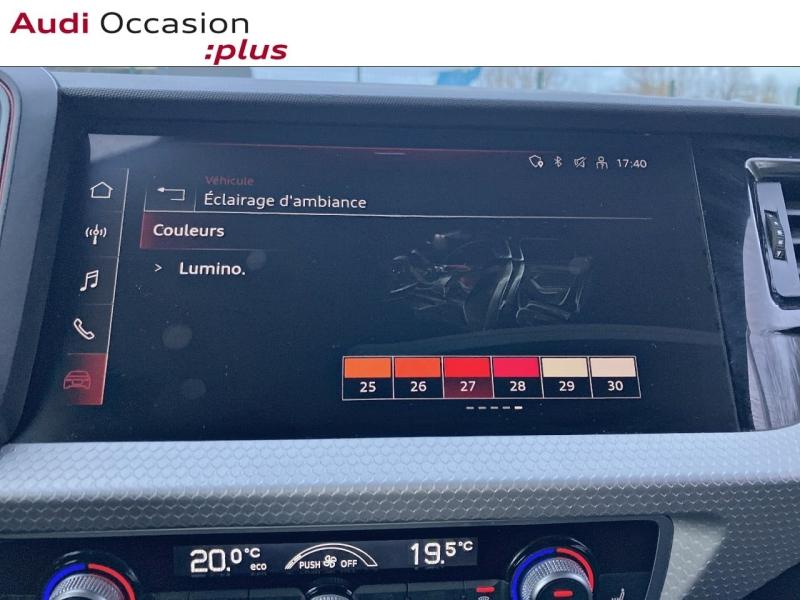 Audi Occasion
:plus
17:40
Véhicule
Éclairage d'ambiance
Couleurs
> Lumino.
25 26 27 28 29 30
20.0°C eco PUSH OFF 19.5°C